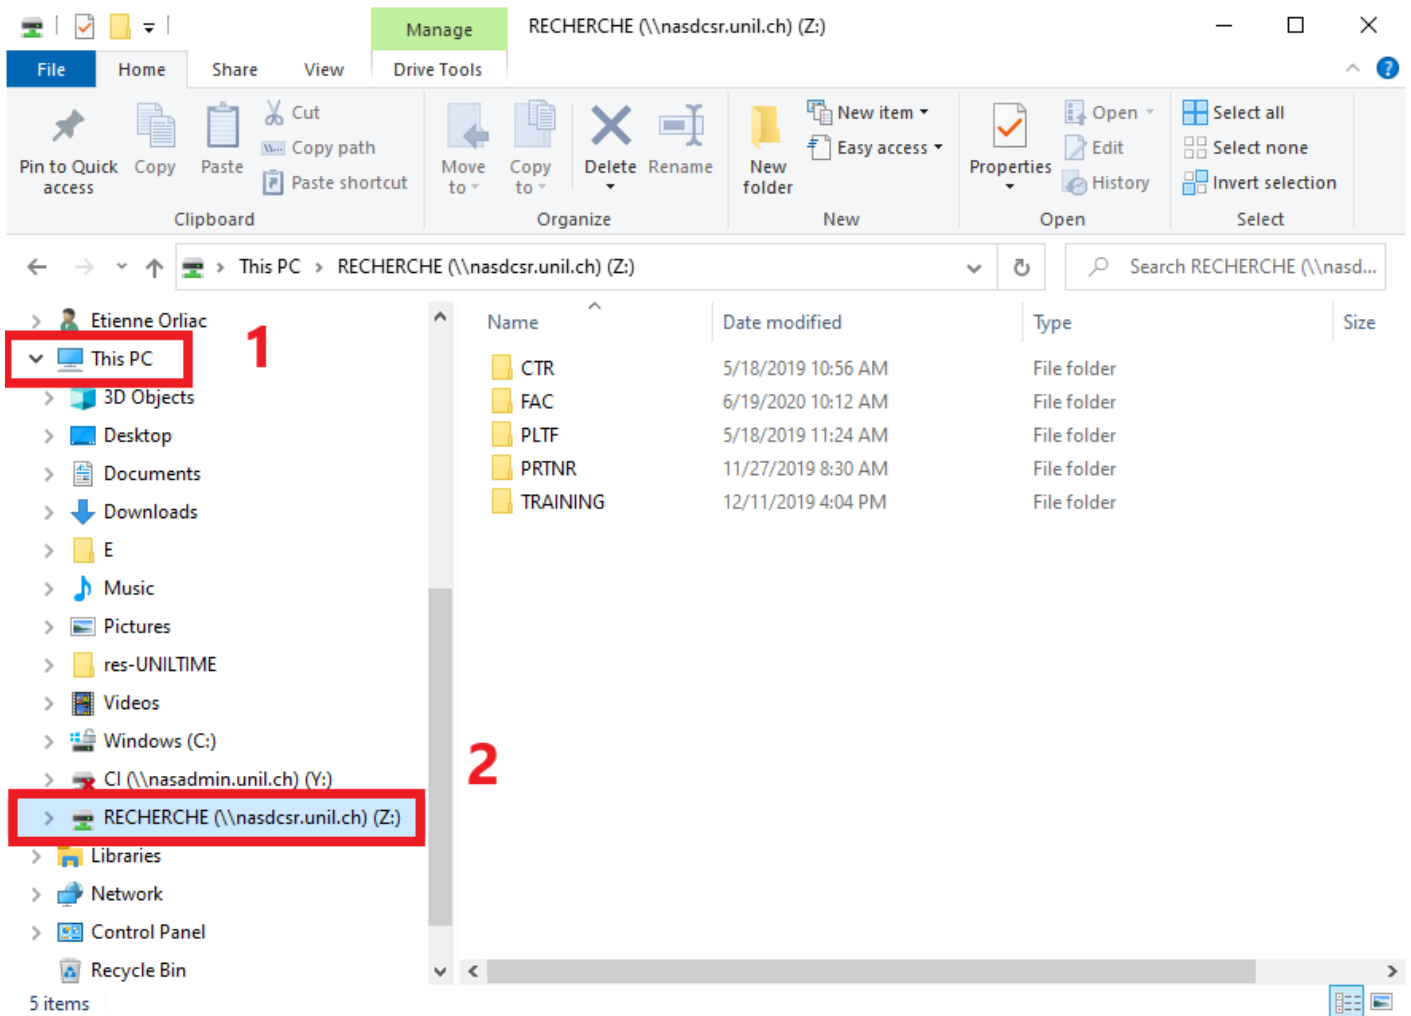 Manage
RECHERCHE (\\nasdcsr.unil.ch) (Z:)
File Home Share View Drive Tools
Pin to Quick access
Copy
Paste
Cut
Copy path
Paste shortcut
Clipboard
Move to
Copy to
Delete
Rename
Organize
New folder
New item
Easy access
New
Properties
Open
Edit
History
Open
Select all
Select none
Invert selection
Select
This PC > RECHERCHE (\\nasdcsr.unil.ch) (Z:)
Search RECHERCHE (\\nasd...
Etienne Orliac
1
This PC
3D Objects
Desktop
Documents
Downloads
E
Music
Pictures
res-UNILTIME
Videos
Windows (C:)
2
CI (\\nasadmin.unil.ch) (Y:)
RECHERCHE (\\nasdcsr.unil.ch) (Z:)
Libraries
Network
Control Panel
Recycle Bin
Name Date modified Type Size
CTR 5/18/2019 10:56 AM File folder
FAC 6/19/2020 10:12 AM File folder
PLTF 5/18/2019 11:24 AM File folder
PRTNR 11/27/2019 8:30 AM File folder
TRAINING 12/11/2019 4:04 PM File folder
5 items